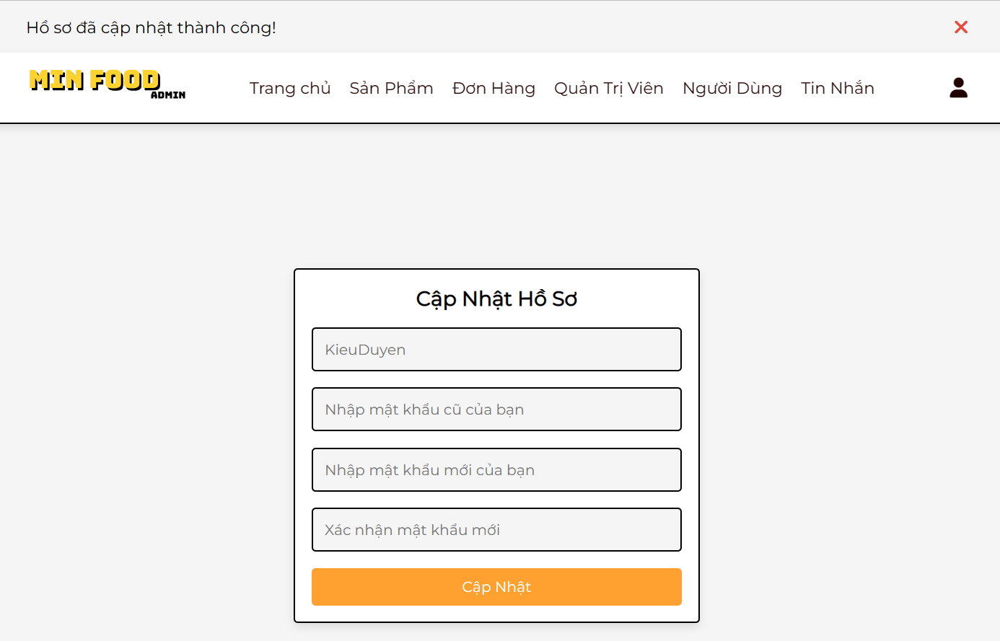 Hồ sơ đã cập nhật thành công!
MIN FOOD
ADMIN
Trang chủ Sản Phẩm Đơn Hàng Quản Trị Viên Người Dùng Tin Nhắn
Cập Nhật Hồ Sơ
KieuDuyen
Nhập mật khẩu cũ của bạn
Nhập mật khẩu mới của bạn
Xác nhận mật khẩu mới
Cập Nhật